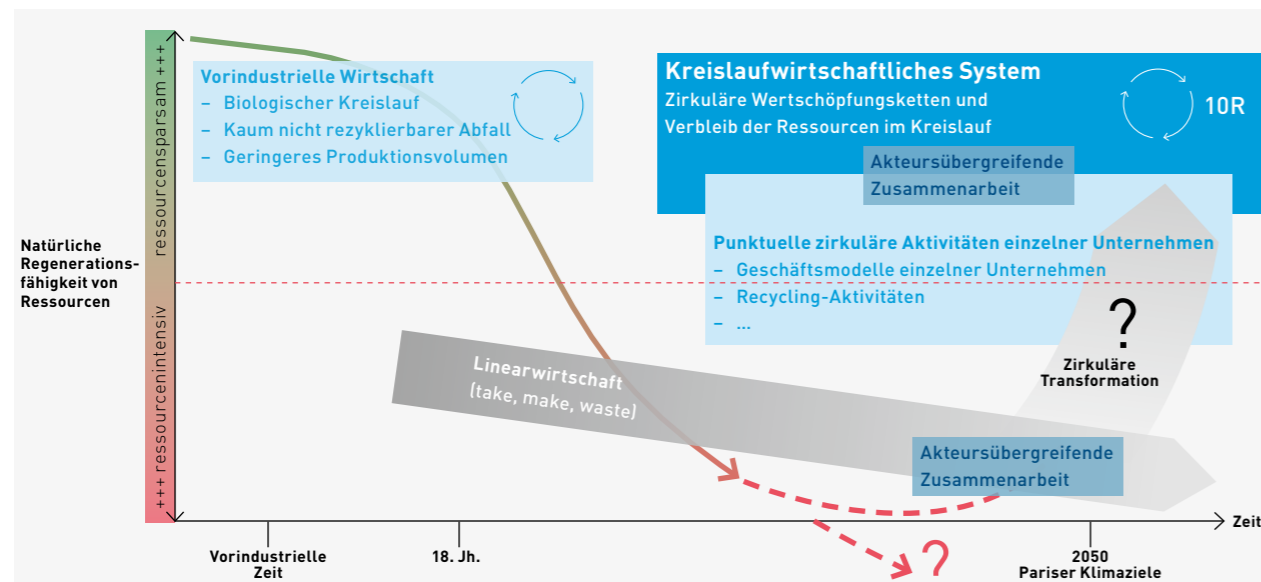 +++ ressourcenintensiv    ressourcensparsam +++
Natürliche
Regenerations-
fähigkeit von
Ressourcen
Vorindustrielle Wirtschaft
– Biologischer Kreislauf
– Kaum nicht rezyklierbarer Abfall
– Geringeres Produktionsvolumen
Kreislaufwirtschaftliches System
Zirkuläre Wertschöpfungsketten und
Verbleib der Ressourcen im Kreislauf
10R
Akteursübergreifende
Zusammenarbeit
Punktuelle zirkuläre Aktivitäten einzelner Unternehmen
– Geschäftsmodelle einzelner Unternehmen
– Recycling-Aktivitäten
– ...
?
Zirkuläre
Transformation
Linearwirtschaft
(take, make, waste)
Akteursübergreifende
Zusammenarbeit
Zeit
Vorindustrielle
Zeit
18. Jh.
?
2050
Pariser Klimaziele